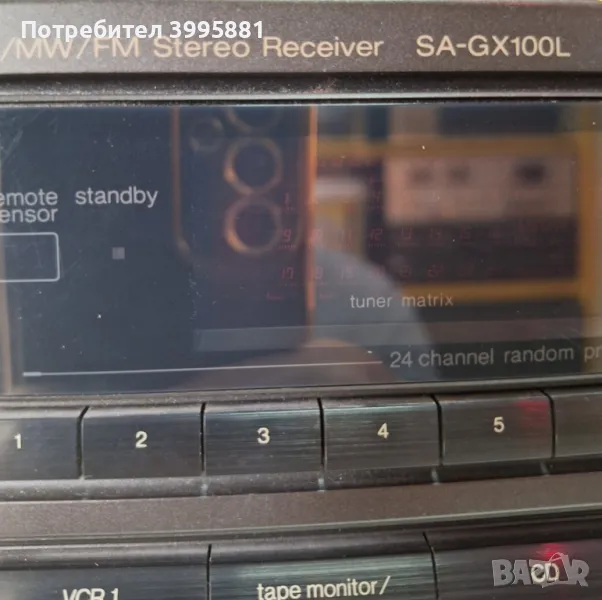 Потребител 3995881
/MW/FM Stereo Receiver SA-GX100L
emote standby
ensor
tuner matrix
24 channel random pr
1 2 3 4 5
VCR 1 tape monitor/ CD
BAZAR